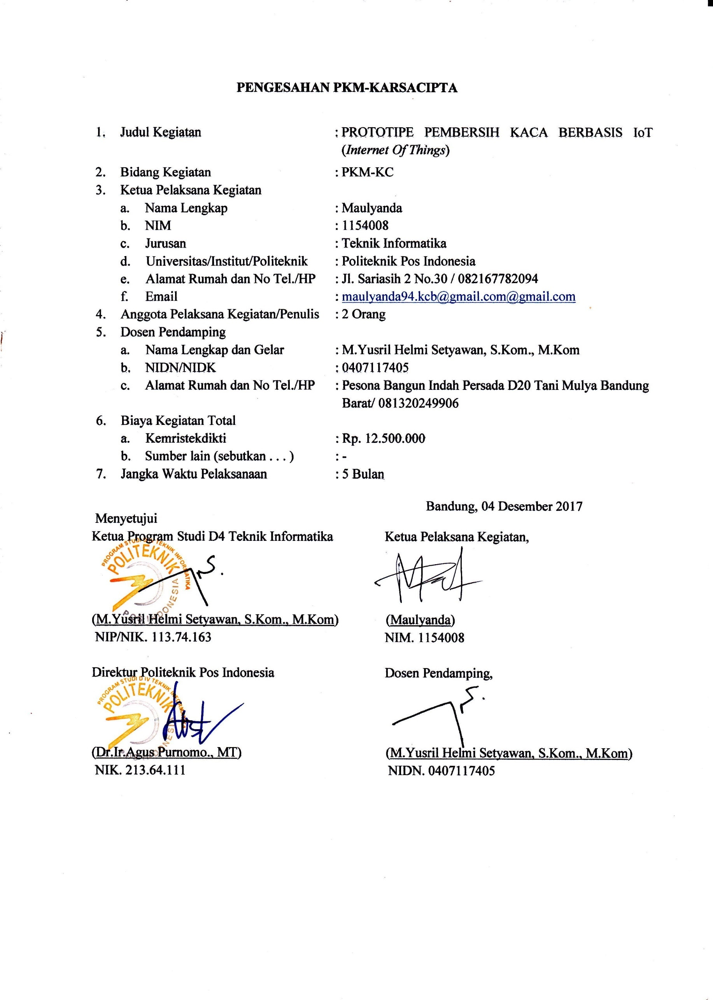 PENGESAHAN PKM-KARSACIPTA
1. Judul Kegiatan : PROTOTIPE PEMBERSIH KACA BERBASIS IoT
(Internet Of Things)
2. Bidang Kegiatan : PKM-KC
3. Ketua Pelaksana Kegiatan
a. Nama Lengkap : Maulyanda
b. NIM : 1154008
c. Jurusan : Teknik Informatika
d. Universitas/Institut/Politeknik : Politeknik Pos Indonesia
e. Alamat Rumah dan No Tel./HP : Jl. Sariasih 2 No.30 / 082167782094
f. Email : maulyanda94.kcb@gmail.com@gmail.com
4. Anggota Pelaksana Kegiatan/Penulis : 2 Orang
5. Dosen Pendamping
a. Nama Lengkap dan Gelar : M.Yusril Helmi Setyawan, S.Kom., M.Kom
b. NIDN/NIDK : 0407117405
c. Alamat Rumah dan No Tel./HP : Pesona Bangun Indah Persada D20 Tani Mulya Bandung
Barat/ 081320249906
6. Biaya Kegiatan Total
a. Kemristekdikti : Rp. 12.500.000
b. Sumber lain (sebutkan . . . ) : -
7. Jangka Waktu Pelaksanaan : 5 Bulan
Bandung, 04 Desember 2017
Menyetujui
Ketua Program Studi D4 Teknik Informatika Ketua Pelaksana Kegiatan,
PROGRAM STUDI D IV TEKNIK INFORMATIKA
POLITEKNIK
POS INDONESIA
(M.Yusril Helmi Setyawan, S.Kom., M.Kom) (Maulyanda)
NIP/NIK. 113.74.163 NIM. 1154008
Direktur Politeknik Pos Indonesia Dosen Pendamping,
PROGRAM STUDI D IV TEKNIK INFORMATIKA
POLITEKNIK
POS INDONESIA
(Dr.Ir.Agus Purnomo., MT) (M.Yusril Helmi Setyawan, S.Kom., M.Kom)
NIK. 213.64.111 NIDN. 0407117405